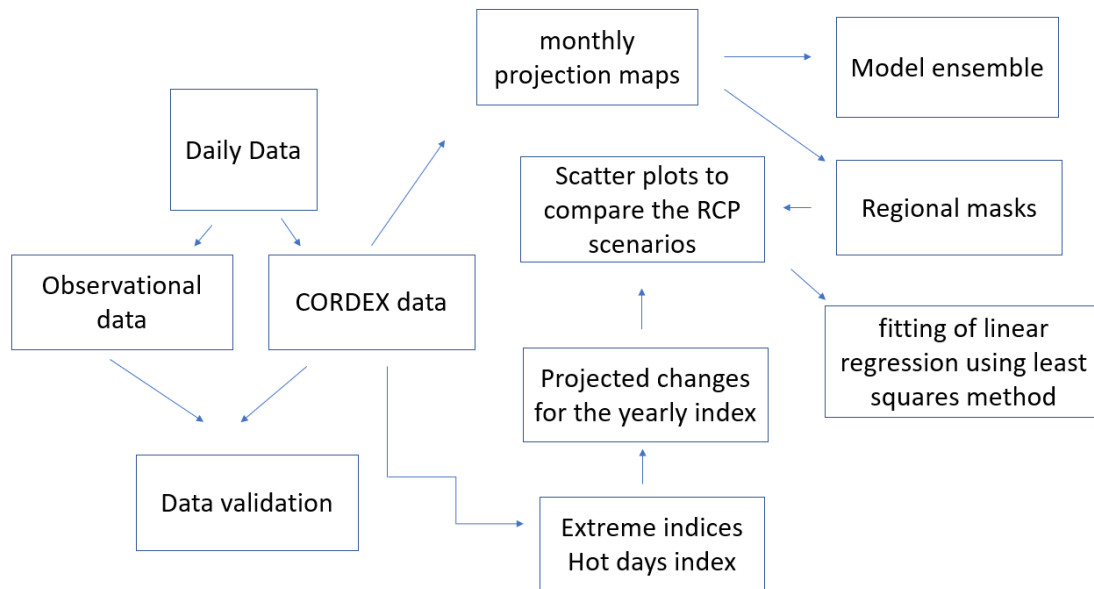 monthly
projection maps
Model ensemble
Daily Data
Scatter plots to
compare the RCP
scenarios
Regional masks
Observational
data
CORDEX data
fitting of linear
regression using least
squares method
Projected changes
for the yearly index
Data validation
Extreme indices
Hot days index